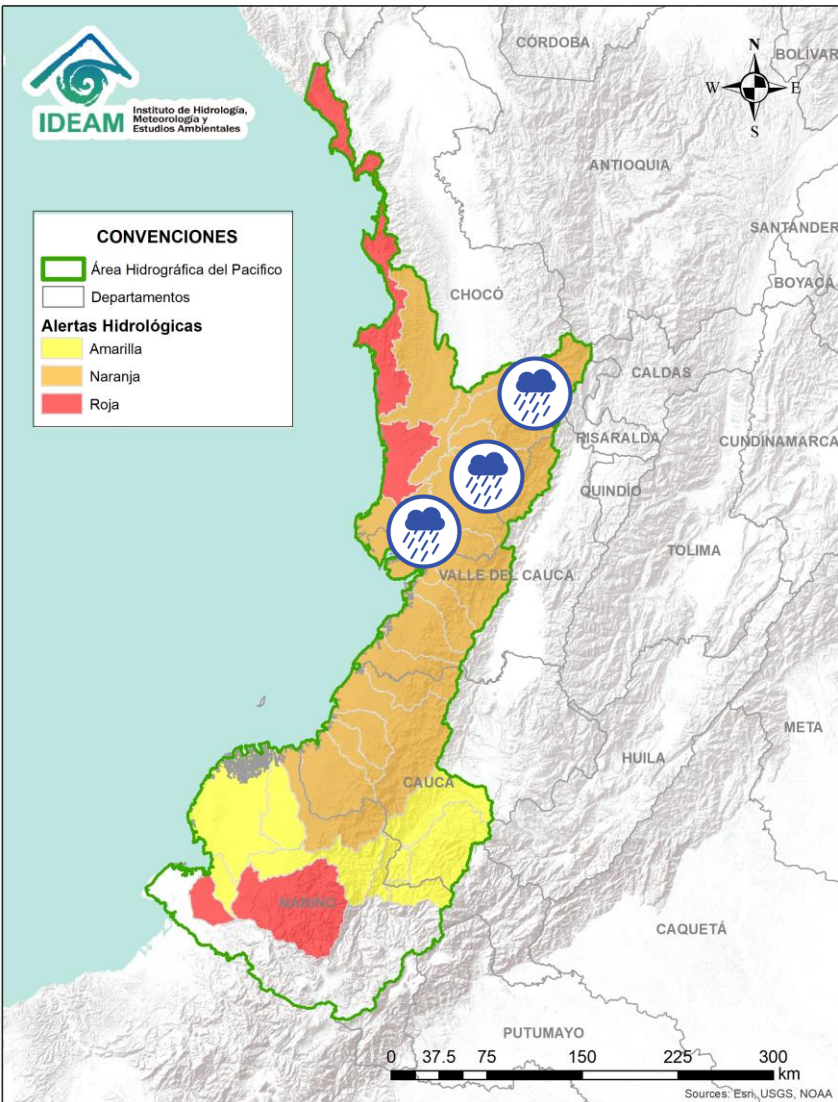 IDEAM
Instituto de Hidrología,
Meteorología y
Estudios Ambientales
CÓRDOBA
BOLÍVAR
N
W
E
S
ANTIOQUIA
SANTANDER
BOYACÁ
CONVENCIONES
Área Hidrográfica del Pacifico
Departamentos
Alertas Hidrológicas
Amarilla
Naranja
Roja
CHOCÓ
CALDAS
RISARALDA
CUNDINAMARCA
QUINDÍO
TOLIMA
VALLE DEL CAUCA
META
HUILA
CAUCA
NARIÑO
CAQUETÁ
PUTUMAYO
0 37.5 75 150 225 300
km
Sources: Esri, USGS, NOAA